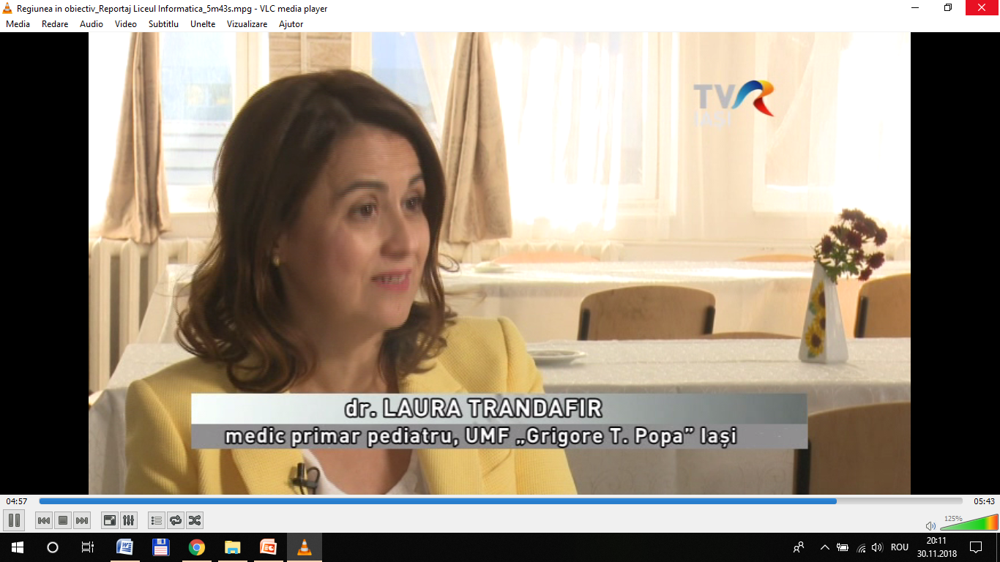 Regiunea in obiectiv_Reportaj Liceul Informatica_5m43s.mpg - VLC media player
Media Redare Audio Video Subtitlu Unelte Vizualizare Ajutor
TVR
IAȘI
dr. LAURA TRANDAFIR
medic primar pediatru, UMF „Grigore T. Popa” Iași
04:57 05:43
125%
ROU
20:11
30.11.2018